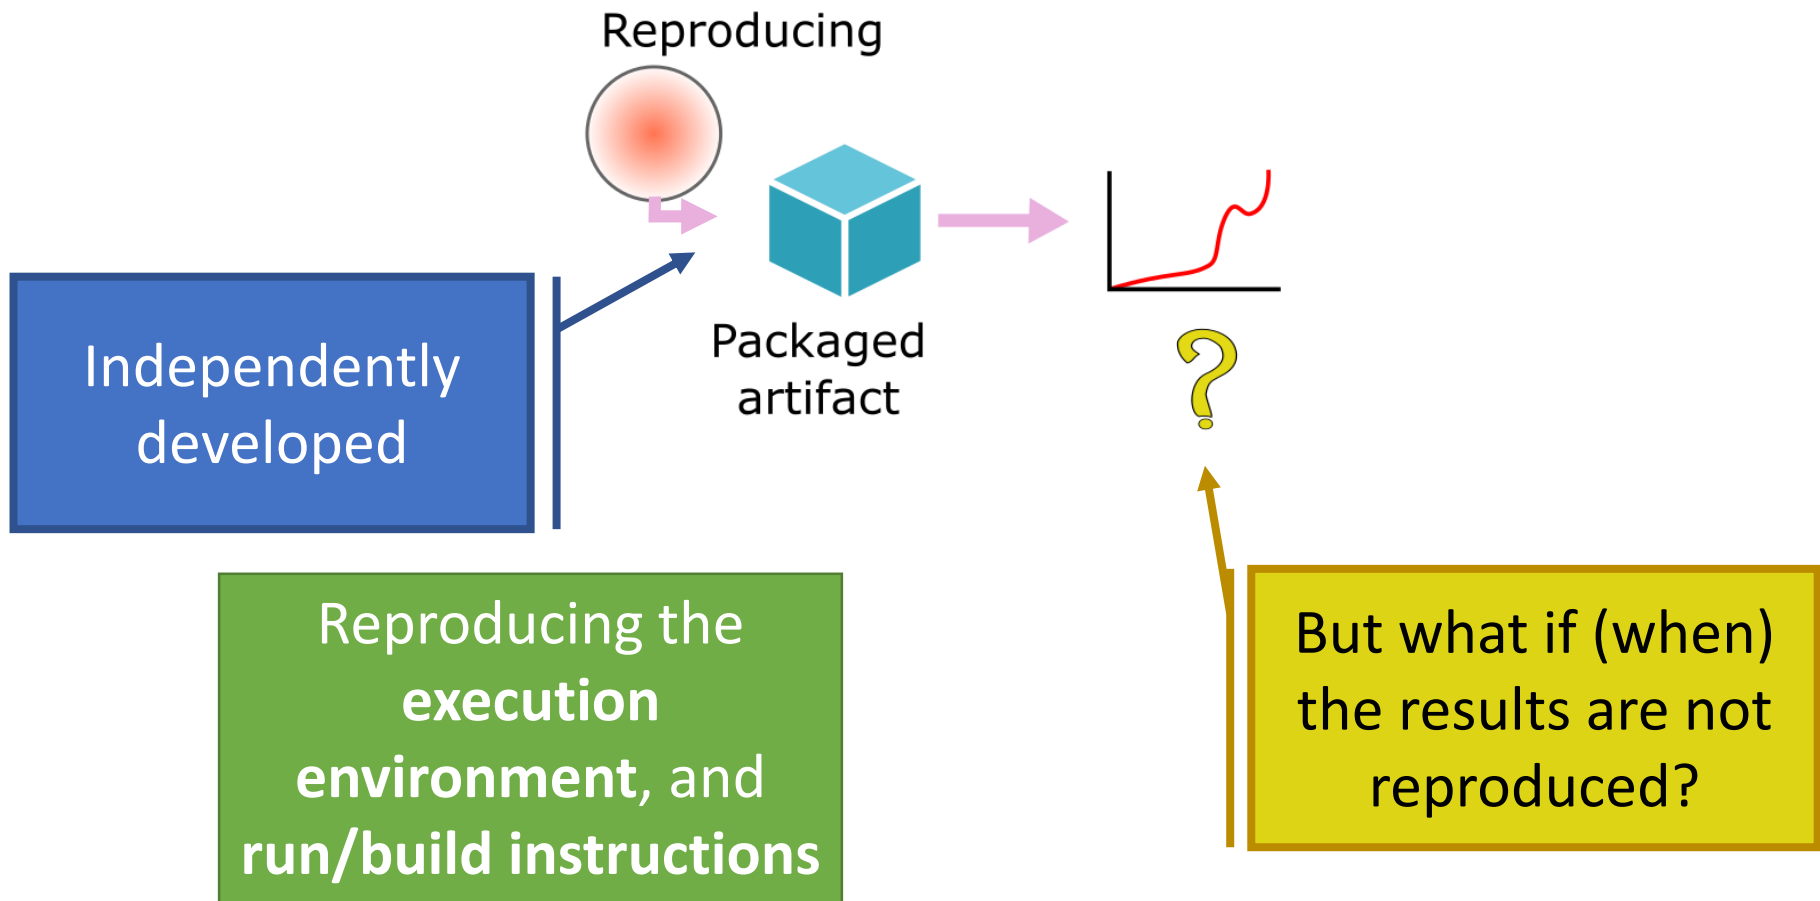 Reproducing
Packaged
artifact
Independently
developed
Reproducing the
execution
environment, and
run/build instructions
But what if (when)
the results are not
reproduced?